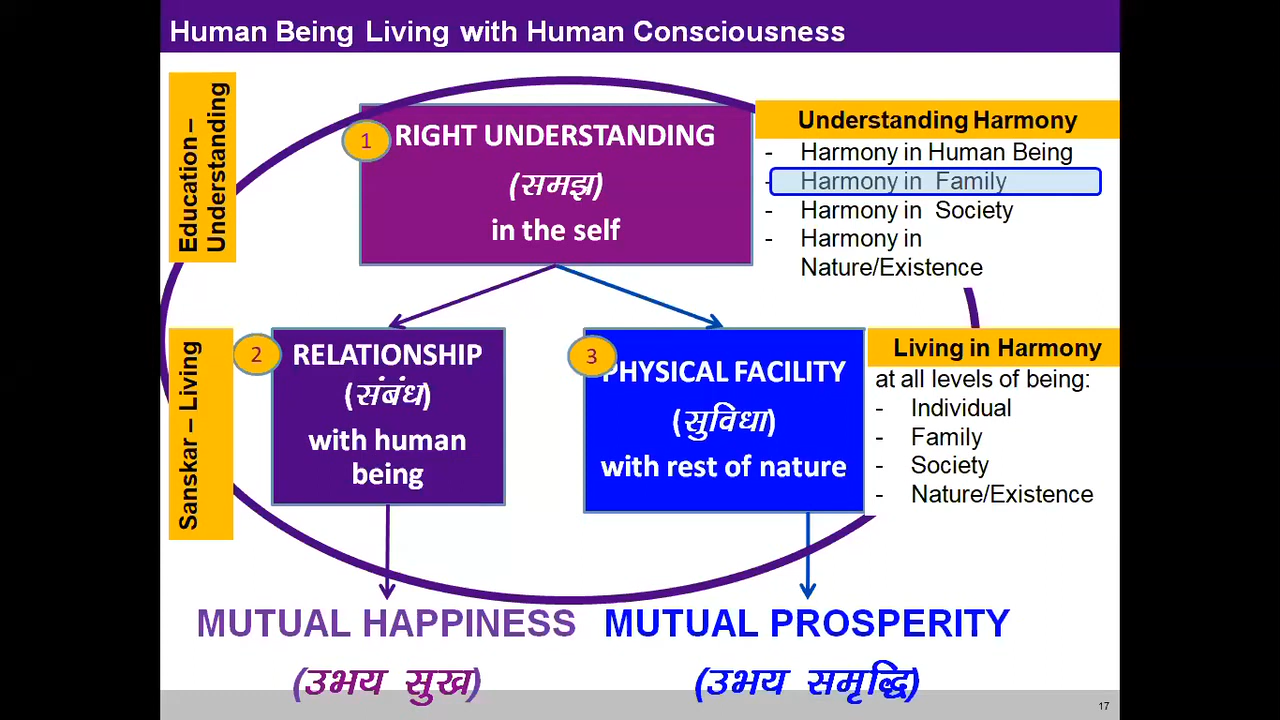 Human Being Living with Human Consciousness
Education –
Understanding
1
RIGHT UNDERSTANDING
(समझ)
in the self
Understanding Harmony
- Harmony in Human Being
- Harmony in Family
- Harmony in Society
- Harmony in
Nature/Existence
Sanskar – Living
2
RELATIONSHIP
(संबंध)
with human
being
3
PHYSICAL FACILITY
(सुविधा)
with rest of nature
Living in Harmony
at all levels of being:
- Individual
- Family
- Society
- Nature/Existence
MUTUAL HAPPINESS
(उभय सुख)
MUTUAL PROSPERITY
(उभय समृद्धि)
17